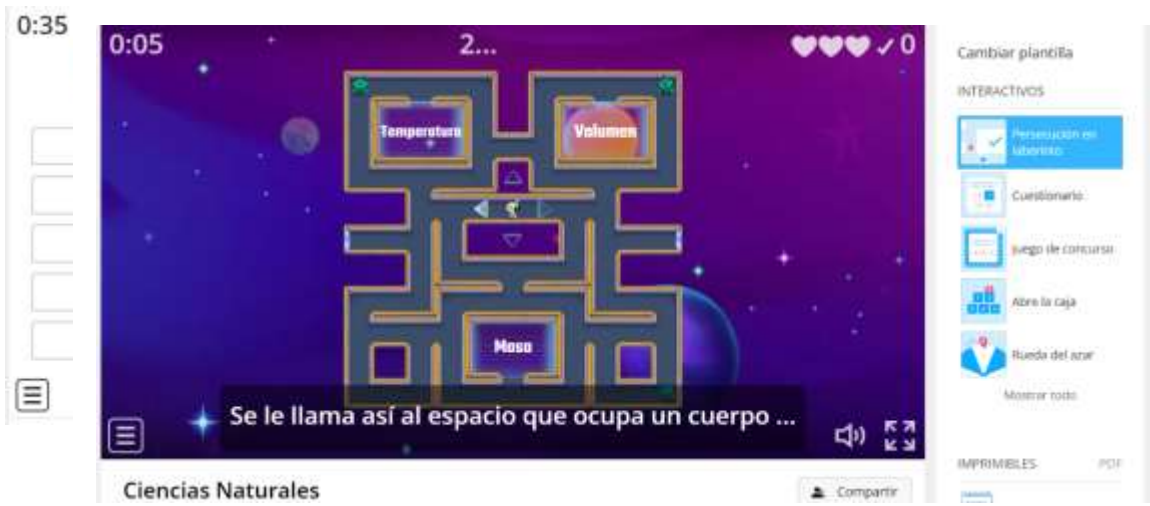 0:35
0:05
2...
0
Temperatura
Volumen
Masa
Se le llama así al espacio que ocupa un cuerpo ...
Ciencias Naturales
Compartir
Cambiar plantilla
INTERACTIVOS
Persecución en
laberinto
Cuestionario
Juego de concurso
Abre la caja
Rueda del azar
Mostrar todo
IMPRIMIBLES
PDF